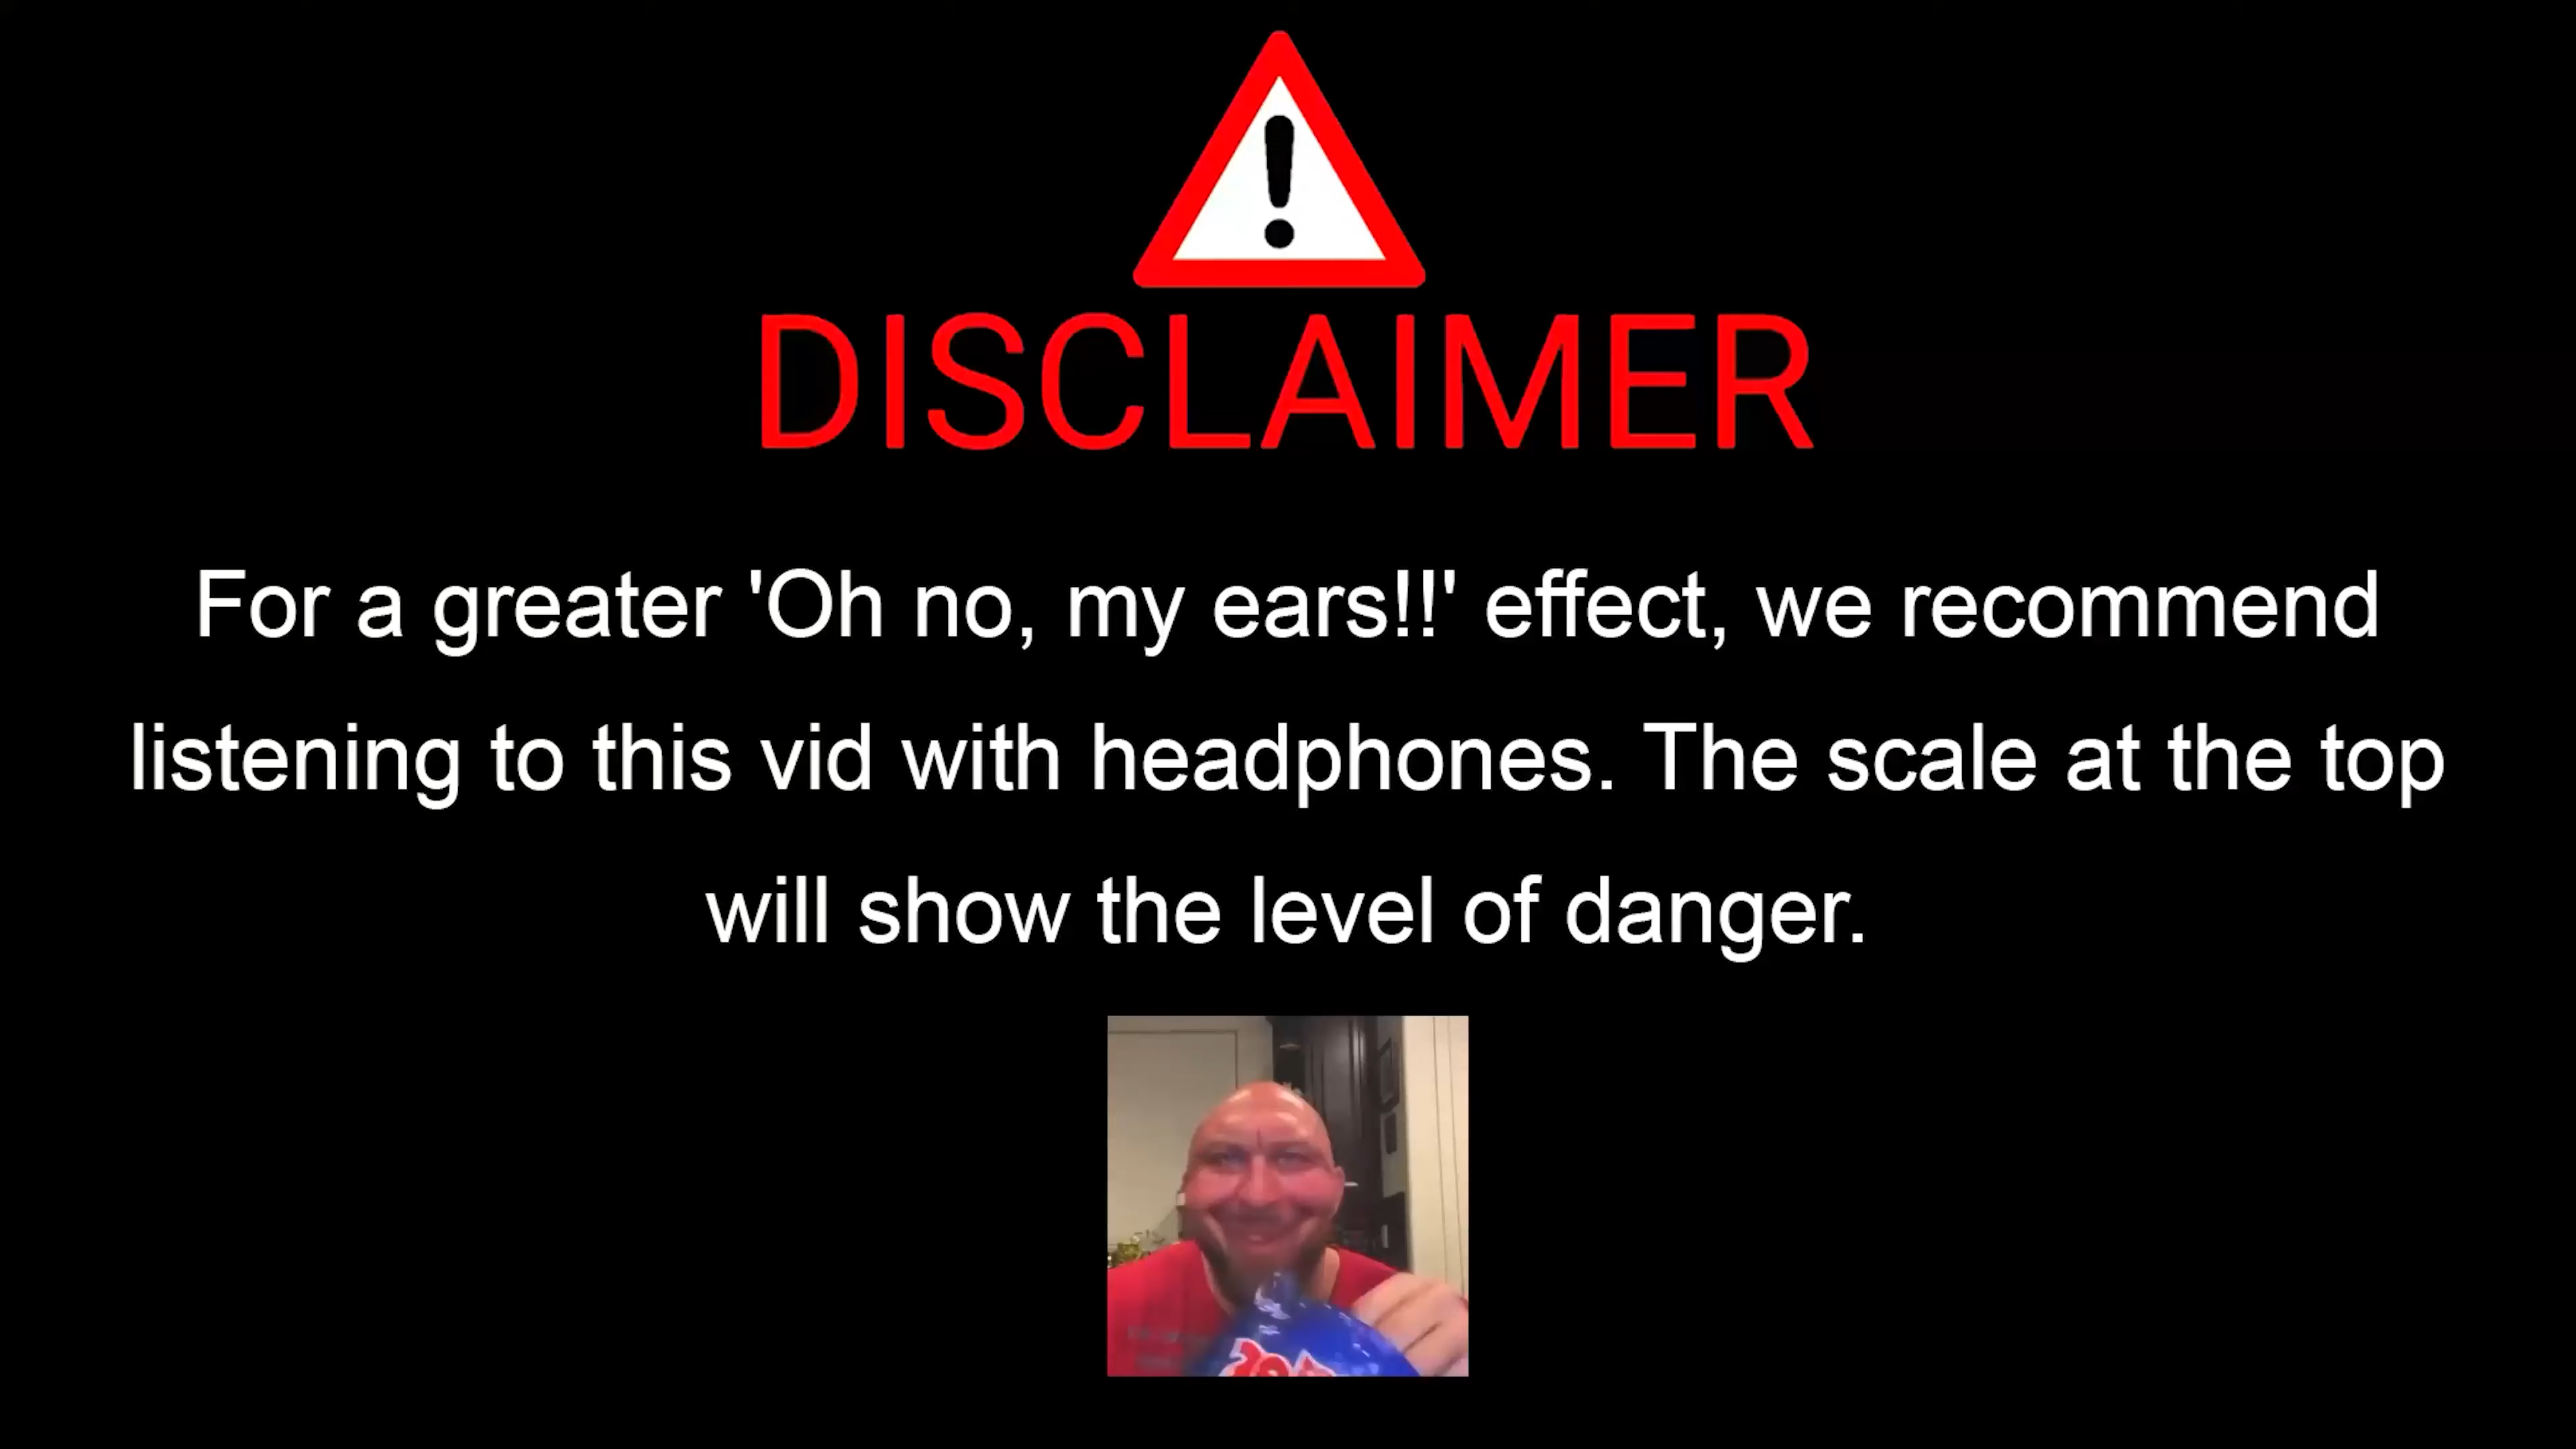 DISCLAIMER
For a greater 'Oh no, my ears!!' effect, we recommend
listening to this vid with headphones. The scale at the top
will show the level of danger.